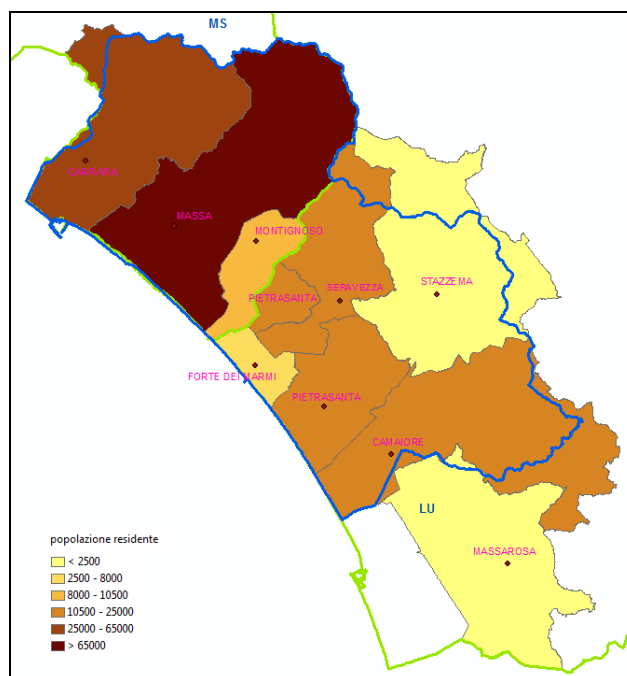 MS
CARRARA
MASSA
MONTIGNOSO
PIETRASANTA
SERAVEZZA
STAZZEMA
FORTE DEI MARMI
PIETRASANTA
CAMAIORE
LU
MASSAROSA
popolazione residente
< 2500
2500 - 8000
8000 - 10500
10500 - 25000
25000 - 65000
> 65000